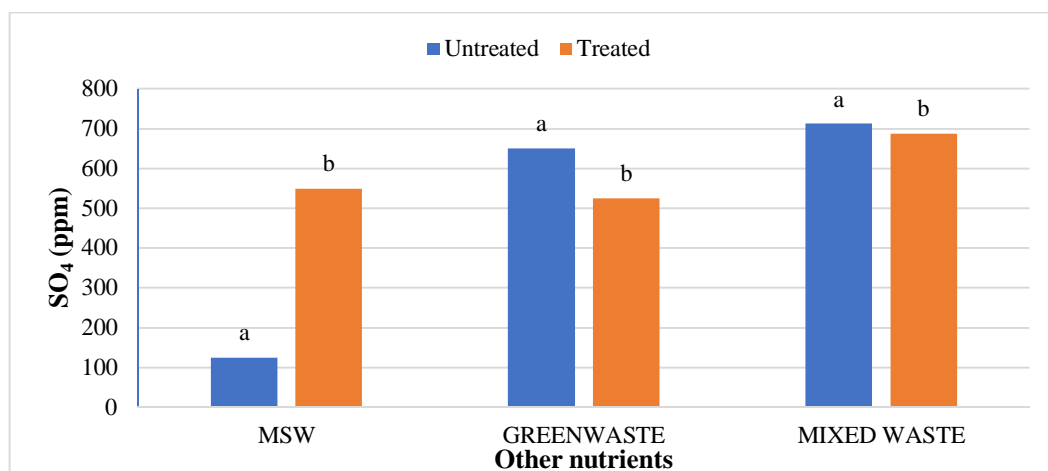 Untreated Treated
800
700
600
500
400
300
200
100
0
SO₄ (ppm)
a b
a b
a b
MSW GREENWASTE MIXED WASTE
Other nutrients